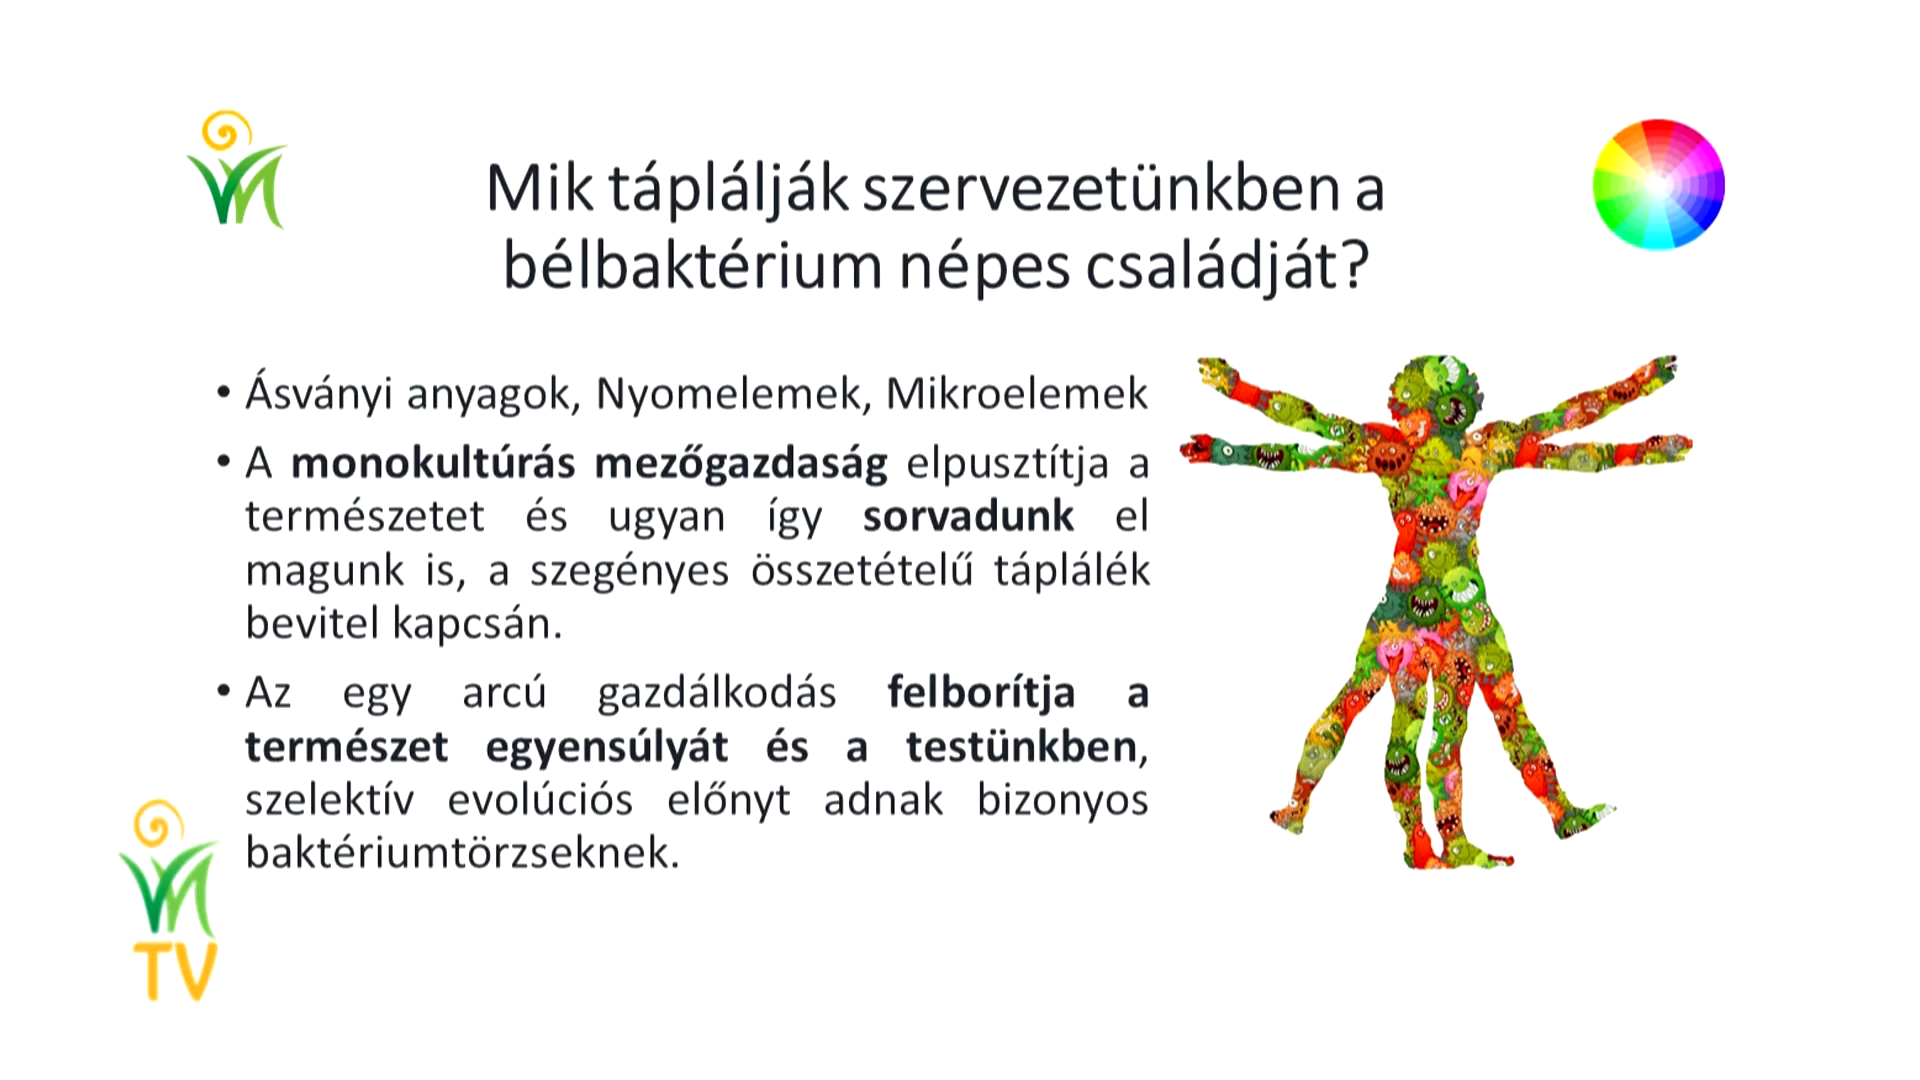 Mik táplálják szervezetünkben a
bélbaktérium népes családját?
• Ásványi anyagok, Nyomelemek, Mikroelemek
• A monokultúrás mezőgazdaság elpusztítja a
természetet és ugyan így sorvadunk el
magunk is, a szegényes összetételű táplálék
bevitel kapcsán.
• Az egy arcú gazdálkodás felborítja a
természet egyensúlyát és a testünkben,
szelektív evolúciós előnyt adnak bizonyos
baktériumtörzseknek.
TV